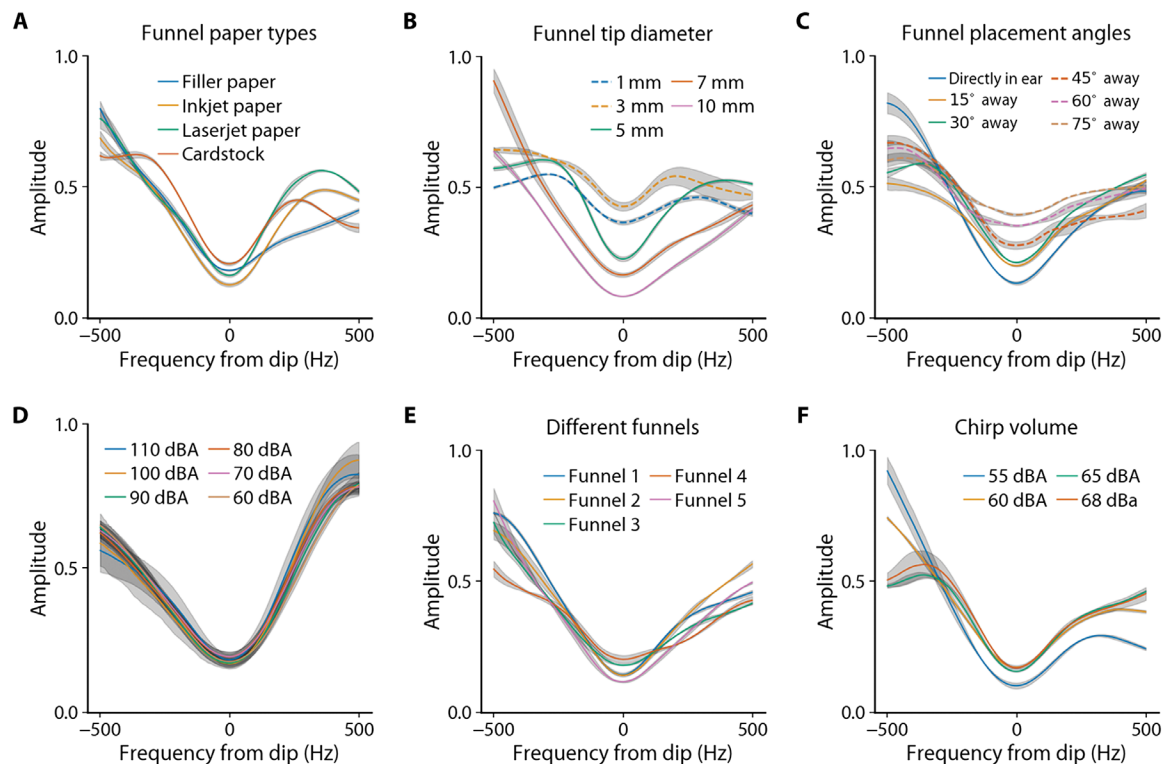 A
Funnel paper types
1.0
0.5
0.0
Amplitude
Filler paper
Inkjet paper
Laserjet paper
Cardstock
−500
0
500
Frequency from dip (Hz)
B
Funnel tip diameter
1.0
0.5
0.0
Amplitude
1 mm
3 mm
5 mm
7 mm
10 mm
−500
0
500
Frequency from dip (Hz)
C
Funnel placement angles
1.0
0.5
0.0
Amplitude
Directly in ear
15° away
30° away
45° away
60° away
75° away
−500
0
500
Frequency from dip (Hz)
D
1.0
0.5
0.0
Amplitude
110 dBA
100 dBA
90 dBA
80 dBA
70 dBA
60 dBA
−500
0
500
Frequency from dip (Hz)
E
Different funnels
1.0
0.5
0.0
Amplitude
Funnel 1
Funnel 2
Funnel 3
Funnel 4
Funnel 5
−500
0
500
Frequency from dip (Hz)
F
Chirp volume
1.0
0.5
0.0
Amplitude
55 dBA
60 dBA
65 dBA
68 dBa
−500
0
500
Frequency from dip (Hz)